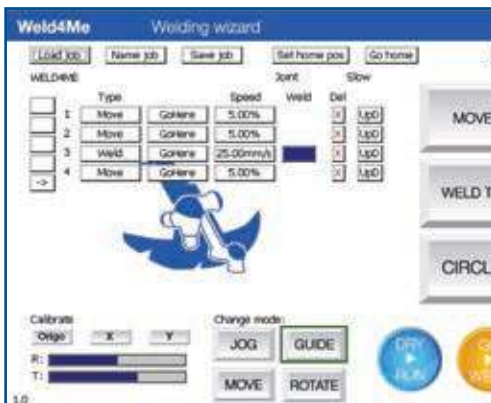 Weld4Me Welding wizard
Load job Name job Save job Set home pos Go home
WELD4ME Joint Slow
Type Speed Weld Del
1 Move GoHere 5.00% X UpD
2 Move GoHere 5.00% X UpD
3 Weld GoHere 25.00mm/s X UpD
-> 4 Move GoHere 5.00% X UpD
MOVE
WELD T
CIRCL
Calibrate Change mode:
Origo X Y JOG GUIDE
R:
T:
MOVE ROTATE
DRY RUN
1.0